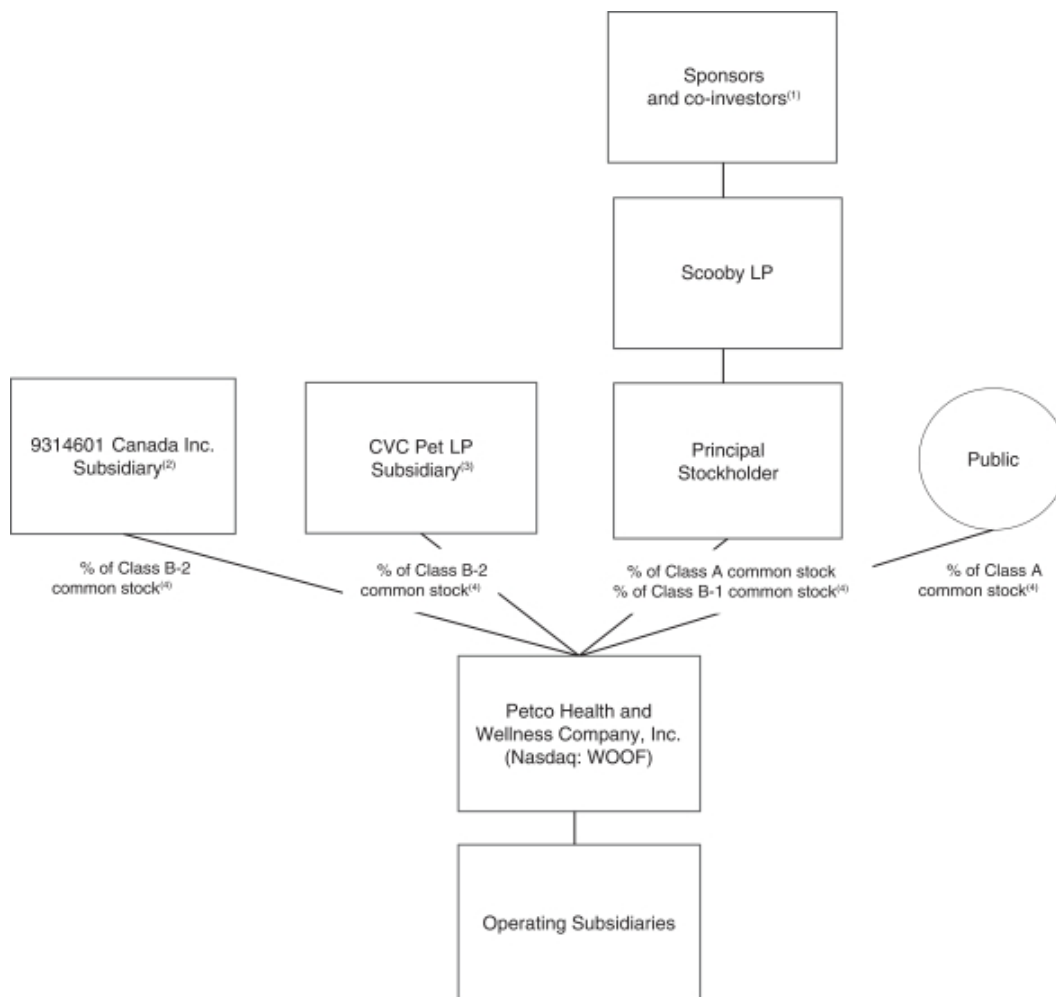 Sponsors
and co-investors(1)
Scooby LP
9314601 Canada Inc.
Subsidiary(2)
CVC Pet LP
Subsidiary(3)
Principal
Stockholder
Public
% of Class B-2
common stock(4)
% of Class B-2
common stock(4)
% of Class A common stock
% of Class B-1 common stock(4)
% of Class A
common stock(4)
Petco Health and
Wellness Company, Inc.
(Nasdaq: WOOF)
Operating Subsidiaries